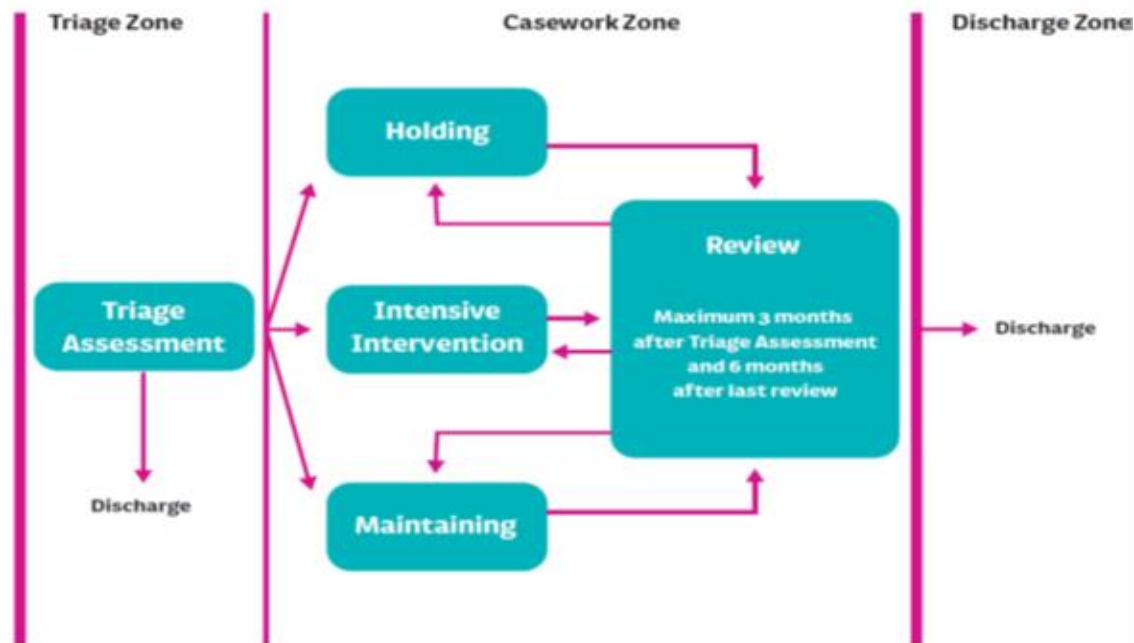 Triage Zone
Casework Zone
Discharge Zone
Holding
Review
Maximum 3 months
after Triage Assessment
and 6 months
after last review
Triage
Assessment
Intensive
Intervention
Discharge
Discharge
Maintaining